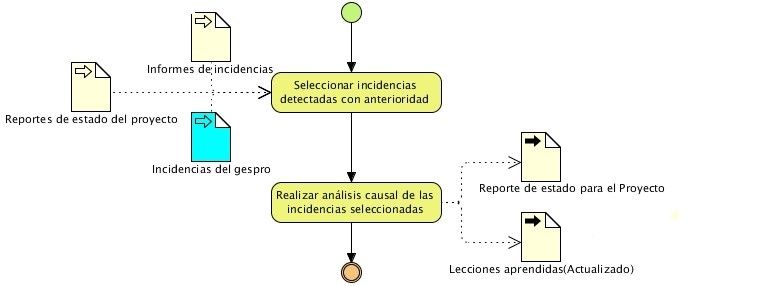 Informes de incidencias
Seleccionar incidencias
detectadas con anterioridad
Reportes de estado del proyecto
Incidencias del gespro
Realizar análisis causal de las
incidencias seleccionadas
Reporte de estado para el Proyecto
Lecciones aprendidas(Actualizado)